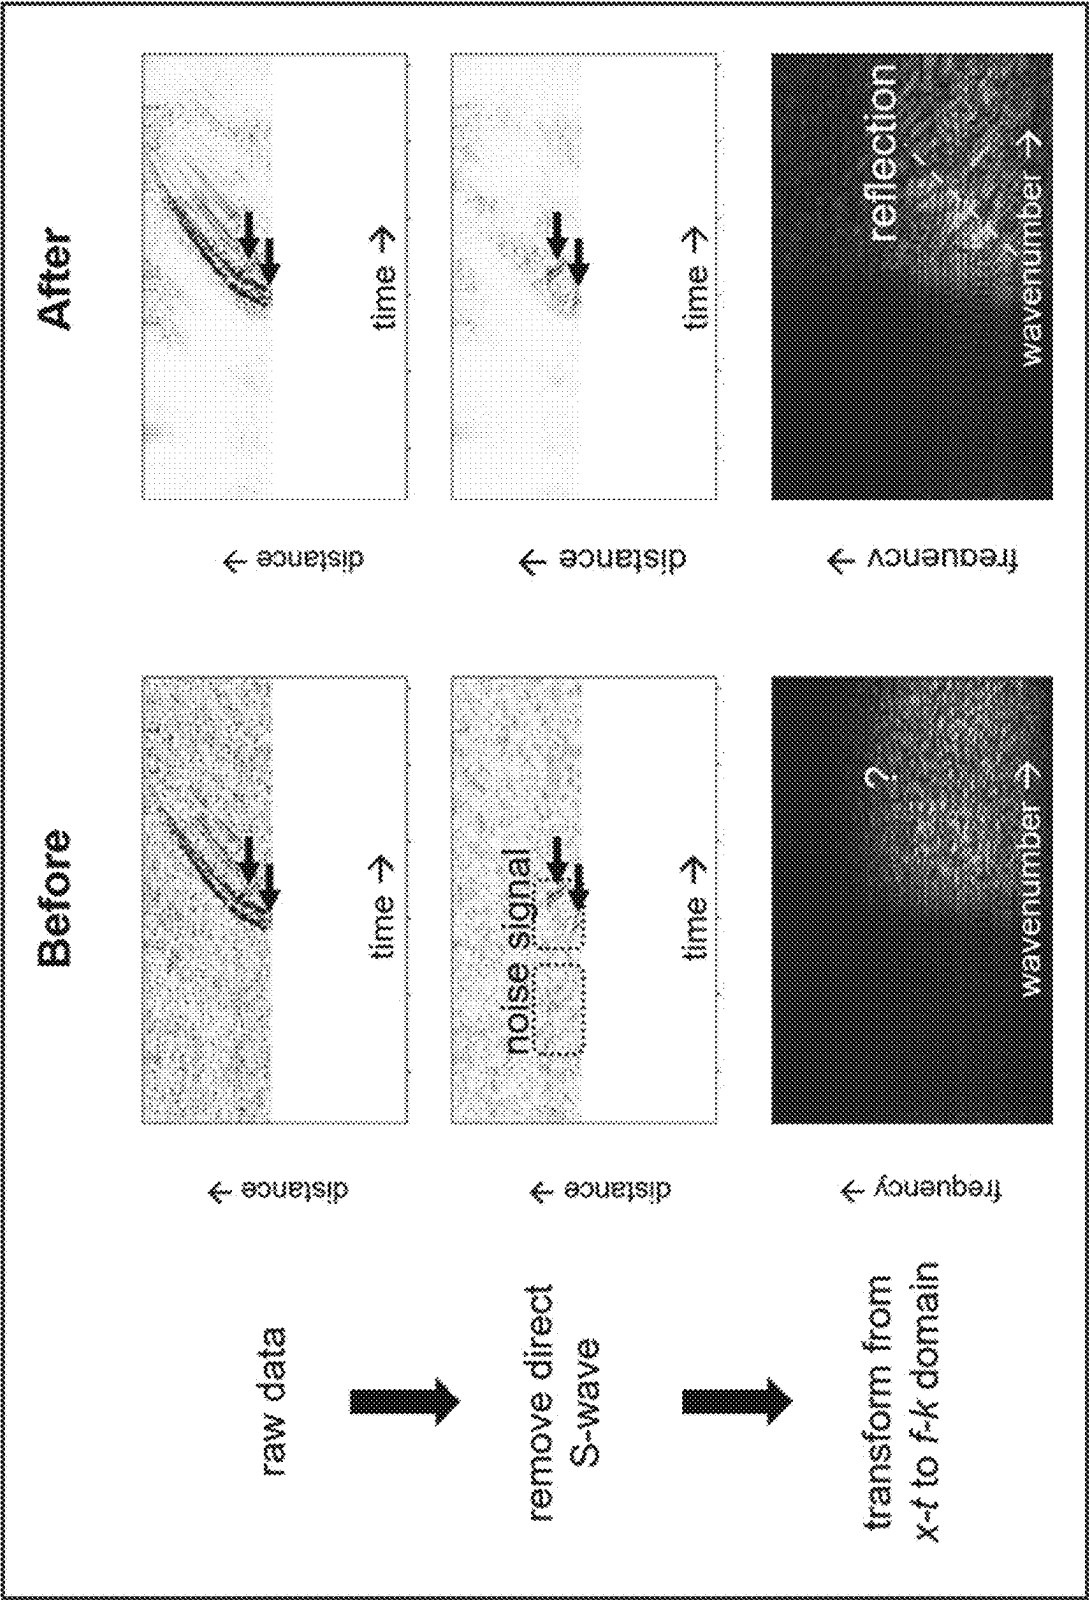 Before
After
raw data
distance →
time →
distance →
time →
remove direct
S-wave
distance →
noise signal
time →
distance →
time →
transform from
x-t to f-k domain
frequency →
?
wavenumber →
frequency →
reflection
wavenumber →